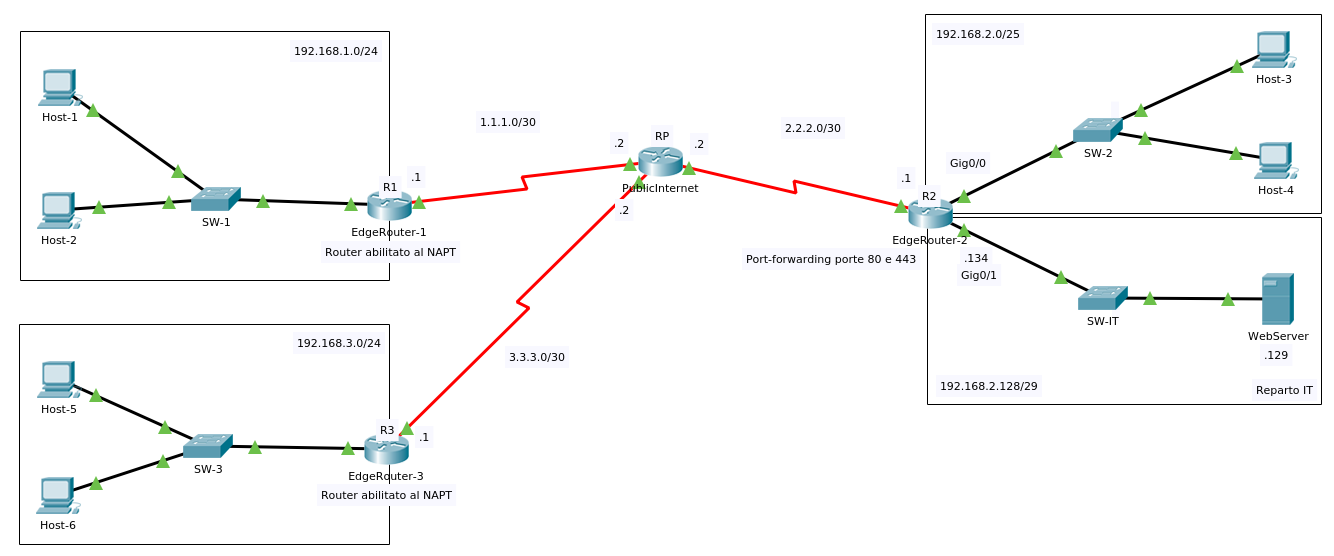 192.168.1.0/24
Host-1
Host-2
SW-1
R1
.1
EdgeRouter-1
Router abilitato al NAPT
1.1.1.0/30
.2
RP
.2
PublicInternet
.2
2.2.2.0/30
.1
R2
EdgeRouter-2
Port-forwarding porte 80 e 443
192.168.2.0/25
Host-3
SW-2
Gig0/0
Host-4
.134
Gig0/1
SW-IT
WebServer
.129
192.168.2.128/29
Reparto IT
192.168.3.0/24
Host-5
SW-3
Host-6
R3
.1
EdgeRouter-3
Router abilitato al NAPT
3.3.3.0/30